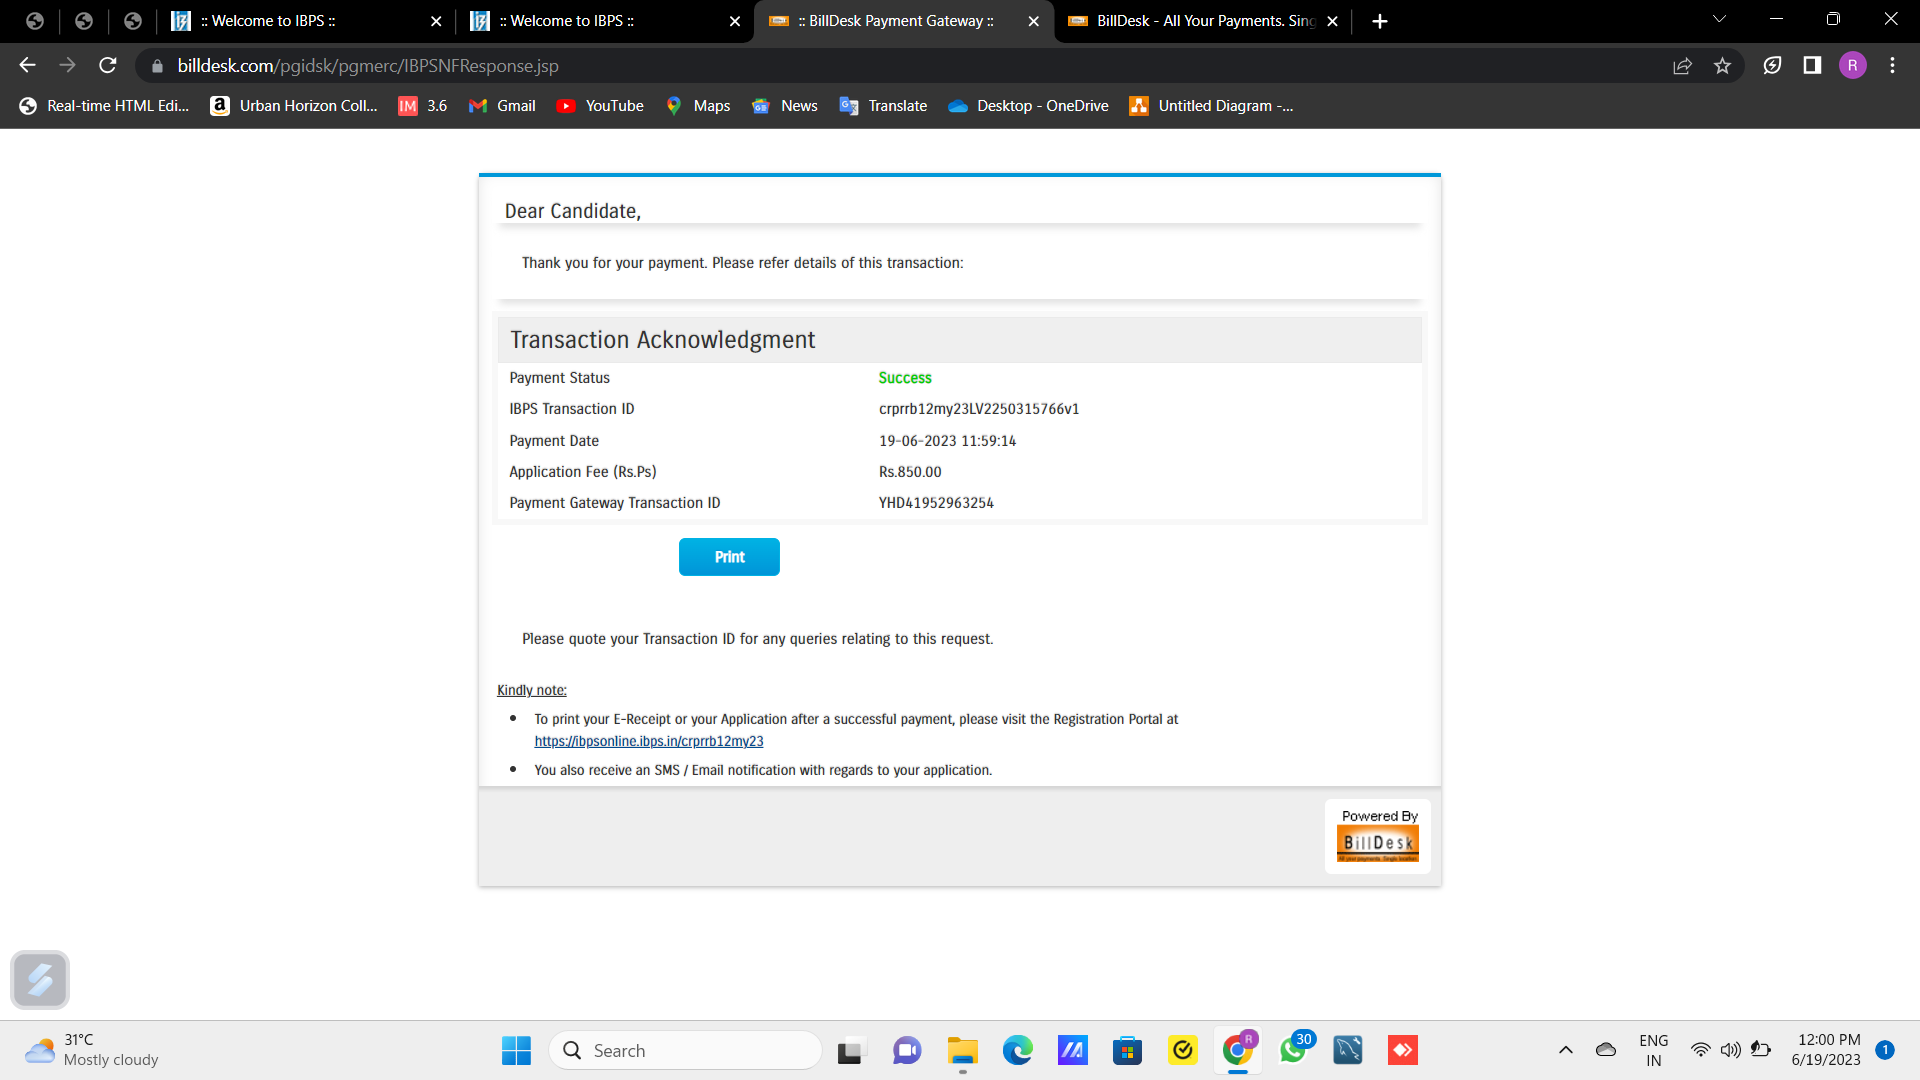 :: Welcome to IBPS ::
:: Welcome to IBPS ::
:: BillDesk Payment Gateway ::
BillDesk - All Your Payments. Sing
billdesk.com/pgidsk/pgmerc/IBPSNFResponse.jsp
R
Real-time HTML Edi...
Urban Horizon Coll...
IM 3.6
Gmail
YouTube
Maps
News
Translate
Desktop - OneDrive
Untitled Diagram -...
Dear Candidate,
Thank you for your payment. Please refer details of this transaction:
Transaction Acknowledgment
Payment Status Success
IBPS Transaction ID crprrb12my23LV2250315766v1
Payment Date 19-06-2023 11:59:14
Application Fee (Rs.Ps) Rs.850.00
Payment Gateway Transaction ID YHD41952963254
Print
Please quote your Transaction ID for any queries relating to this request.
Kindly note:
• To print your E-Receipt or your Application after a successful payment, please visit the Registration Portal at
https://ibpsonline.ibps.in/crprrb12my23
• You also receive an SMS / Email notification with regards to your application.
Powered By
BillDesk
All your payments. Single location
31°C
Mostly cloudy
Search
R
30
ENG
IN
12:00 PM
6/19/2023
1